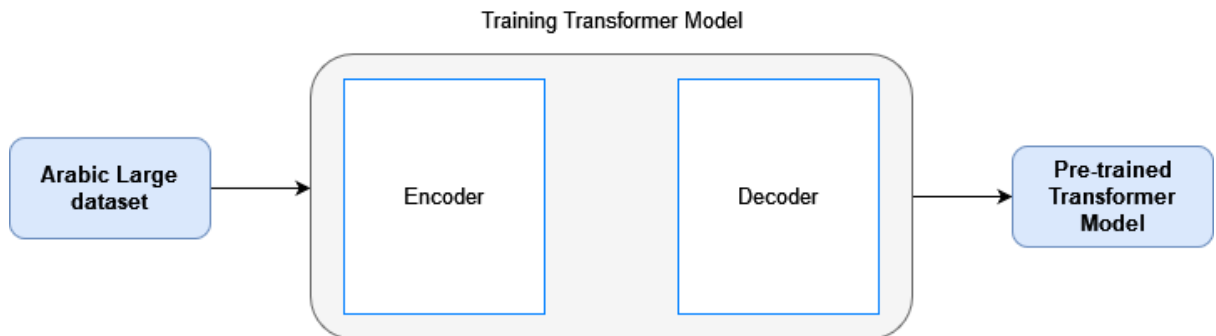 Training Transformer Model
Arabic Large
dataset
Encoder
Decoder
Pre-trained
Transformer
Model